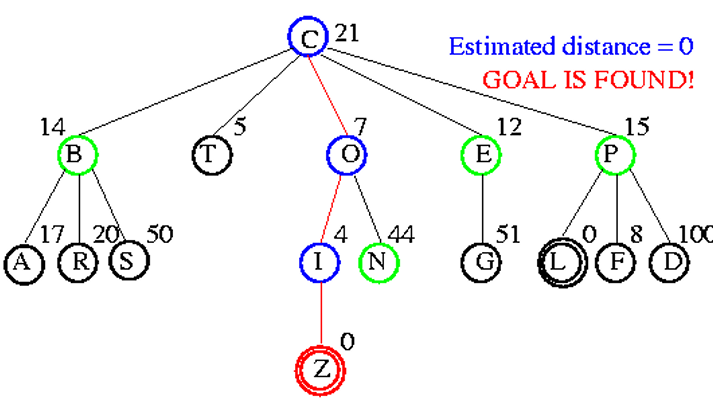 C 21
Estimated distance = 0
GOAL IS FOUND!
14 5 7 12 15
B T O E P
17 20 50 4 44 51 0 8 100
A R S I N G L F D
0
Z